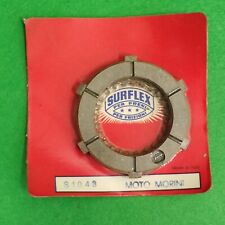 SURFLEX
PER FRENI
PER FRIZIONI
S1043
MOTO MORINI